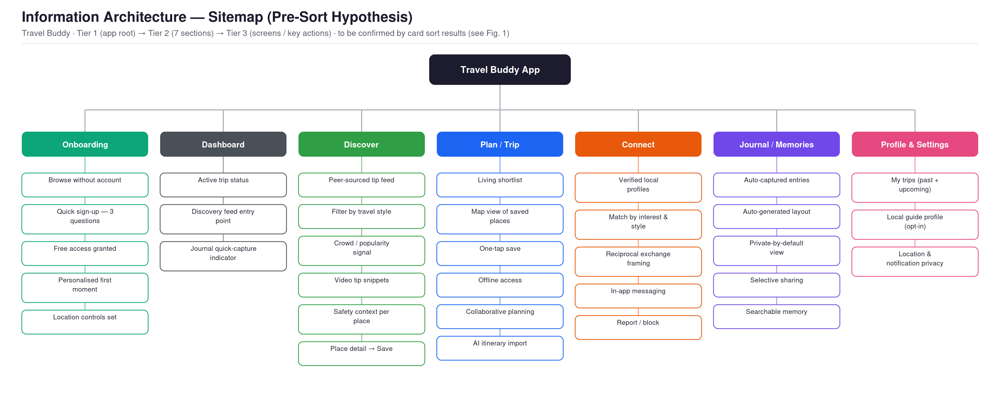 Information Architecture — Sitemap (Pre-Sort Hypothesis)
Travel Buddy · Tier 1 (app root) → Tier 2 (7 sections) → Tier 3 (screens / key actions) · to be confirmed by card sort results (see Fig. 1)
Travel Buddy App
Onboarding
Browse without account
Quick sign-up — 3
questions
Free access granted
Personalised first
moment
Location controls set
Dashboard
Active trip status
Discovery feed entry
point
Journal quick-capture
indicator
Discover
Peer-sourced tip feed
Filter by travel style
Crowd / popularity
signal
Video tip snippets
Safety context per
place
Place detail → Save
Plan / Trip
Living shortlist
Map view of saved
places
One-tap save
Offline access
Collaborative planning
AI itinerary import
Connect
Verified local
profiles
Match by interest &
style
Reciprocal exchange
framing
In-app messaging
Report / block
Journal / Memories
Auto-captured entries
Auto-generated layout
Private-by-default
view
Selective sharing
Searchable memory
Profile & Settings
My trips (past +
upcoming)
Local guide profile
(opt-in)
Location &
notification privacy